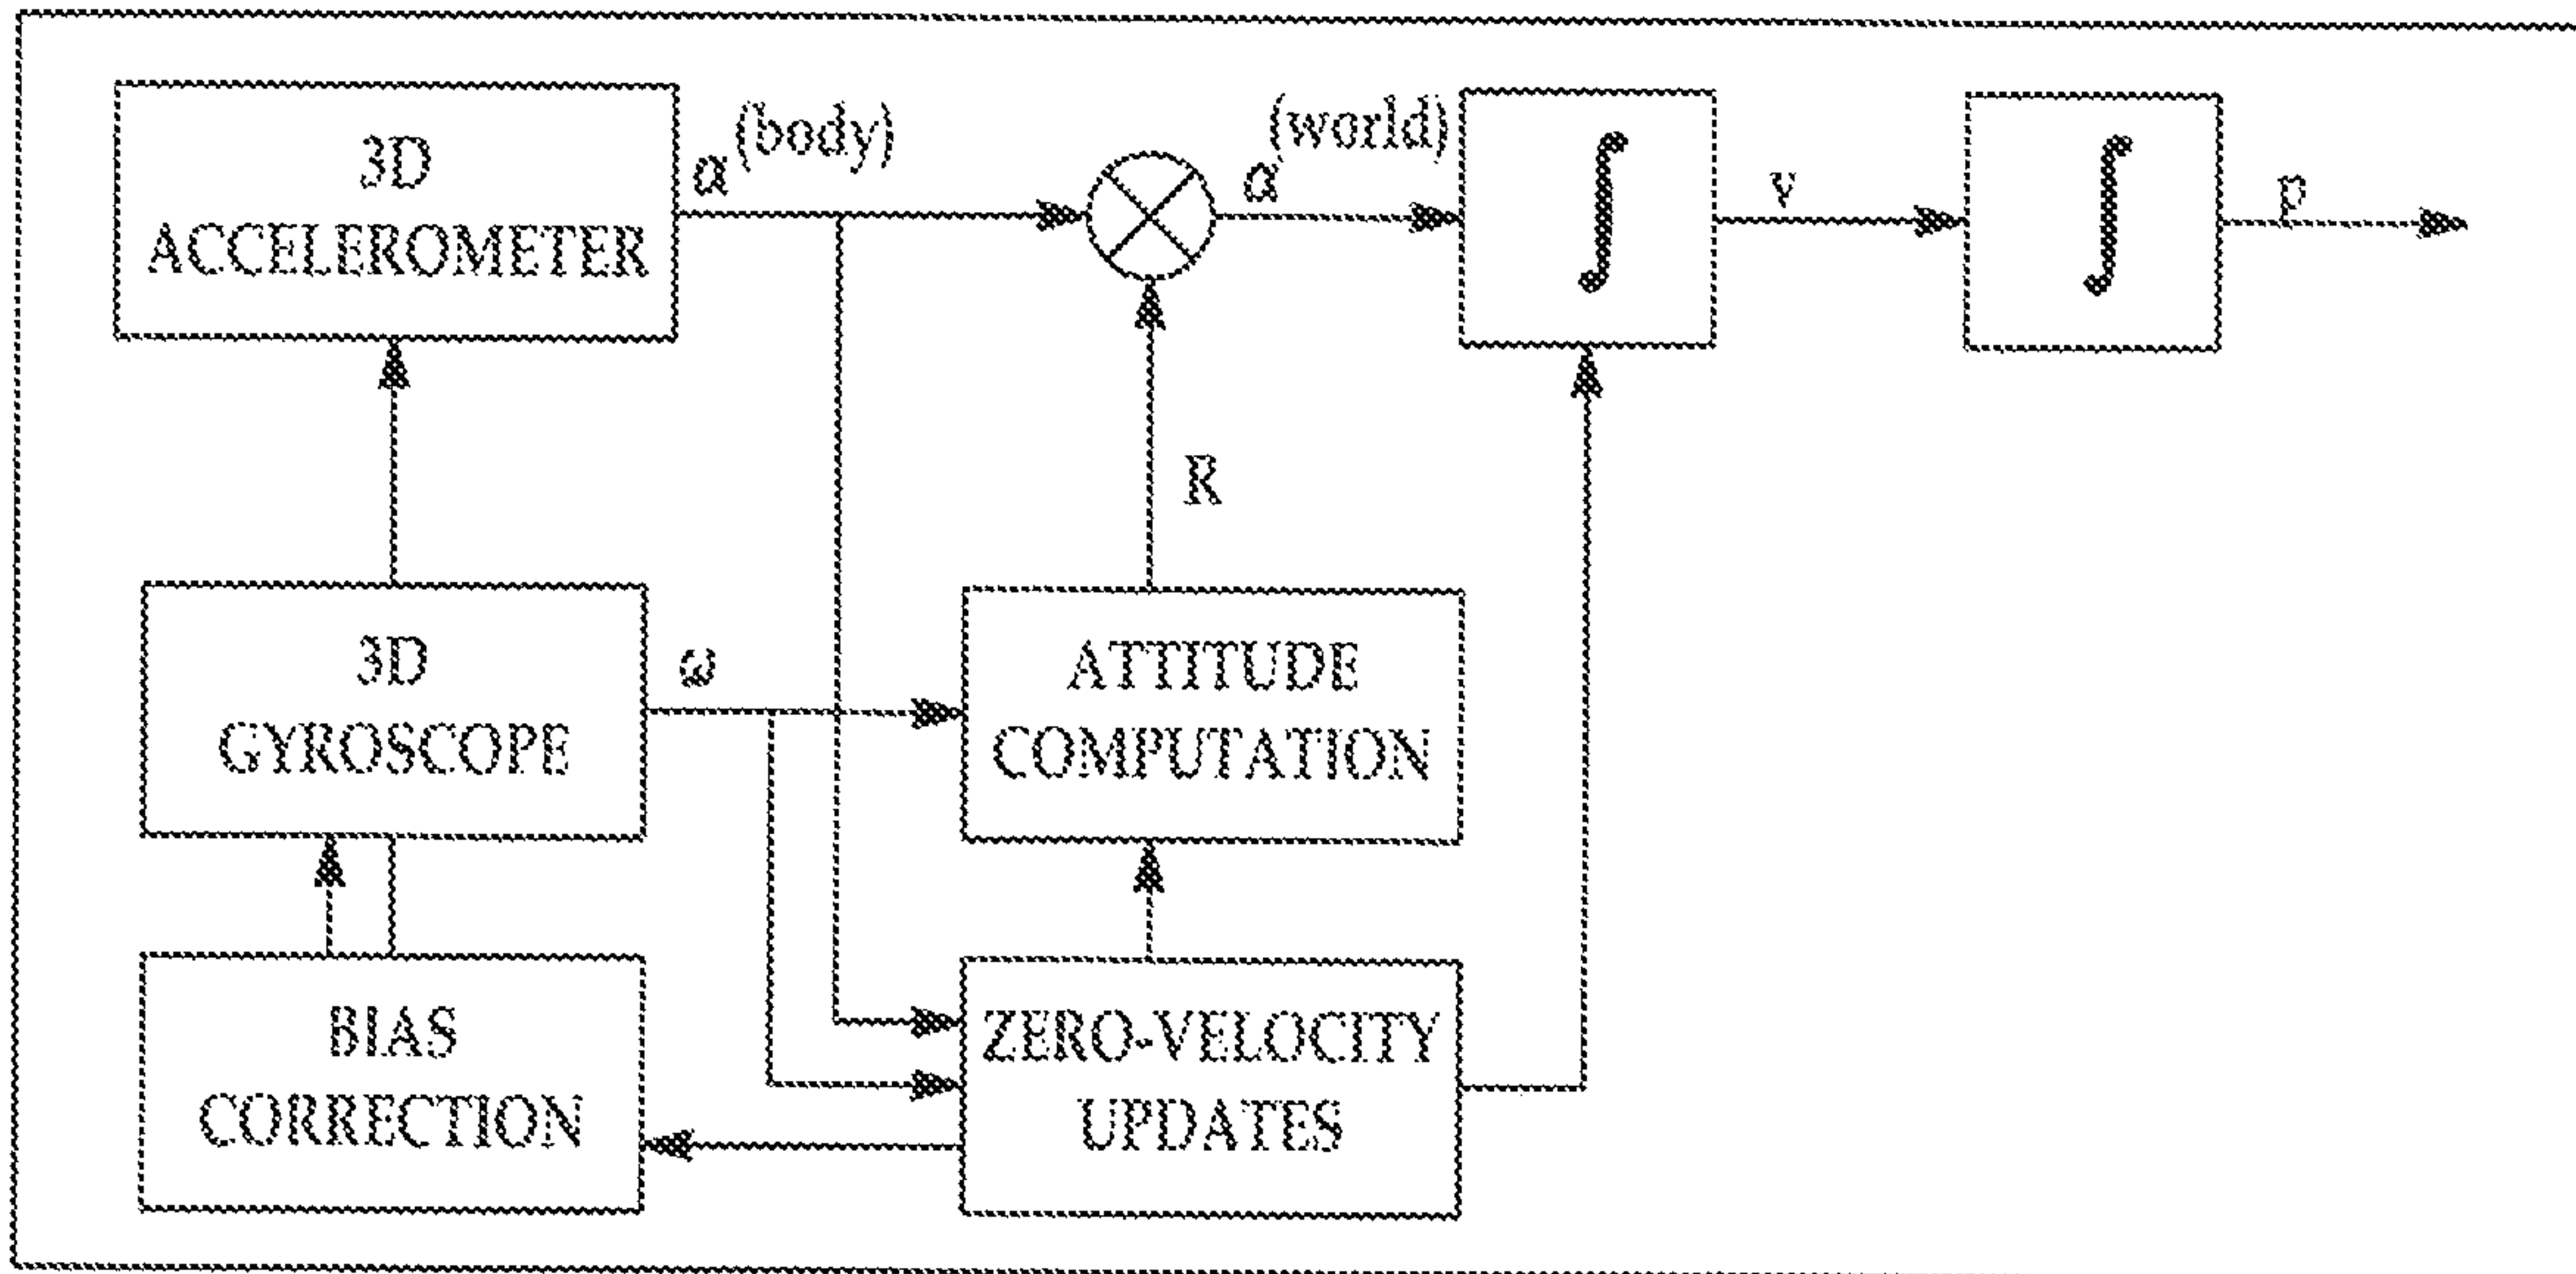 3D
ACCELEROMETER
α(body)
α(world)
∫
v
∫
p
R
3D
GYROSCOPE
ω
ATTITUDE
COMPUTATION
BIAS
CORRECTION
ZERO-VELOCITY
UPDATES